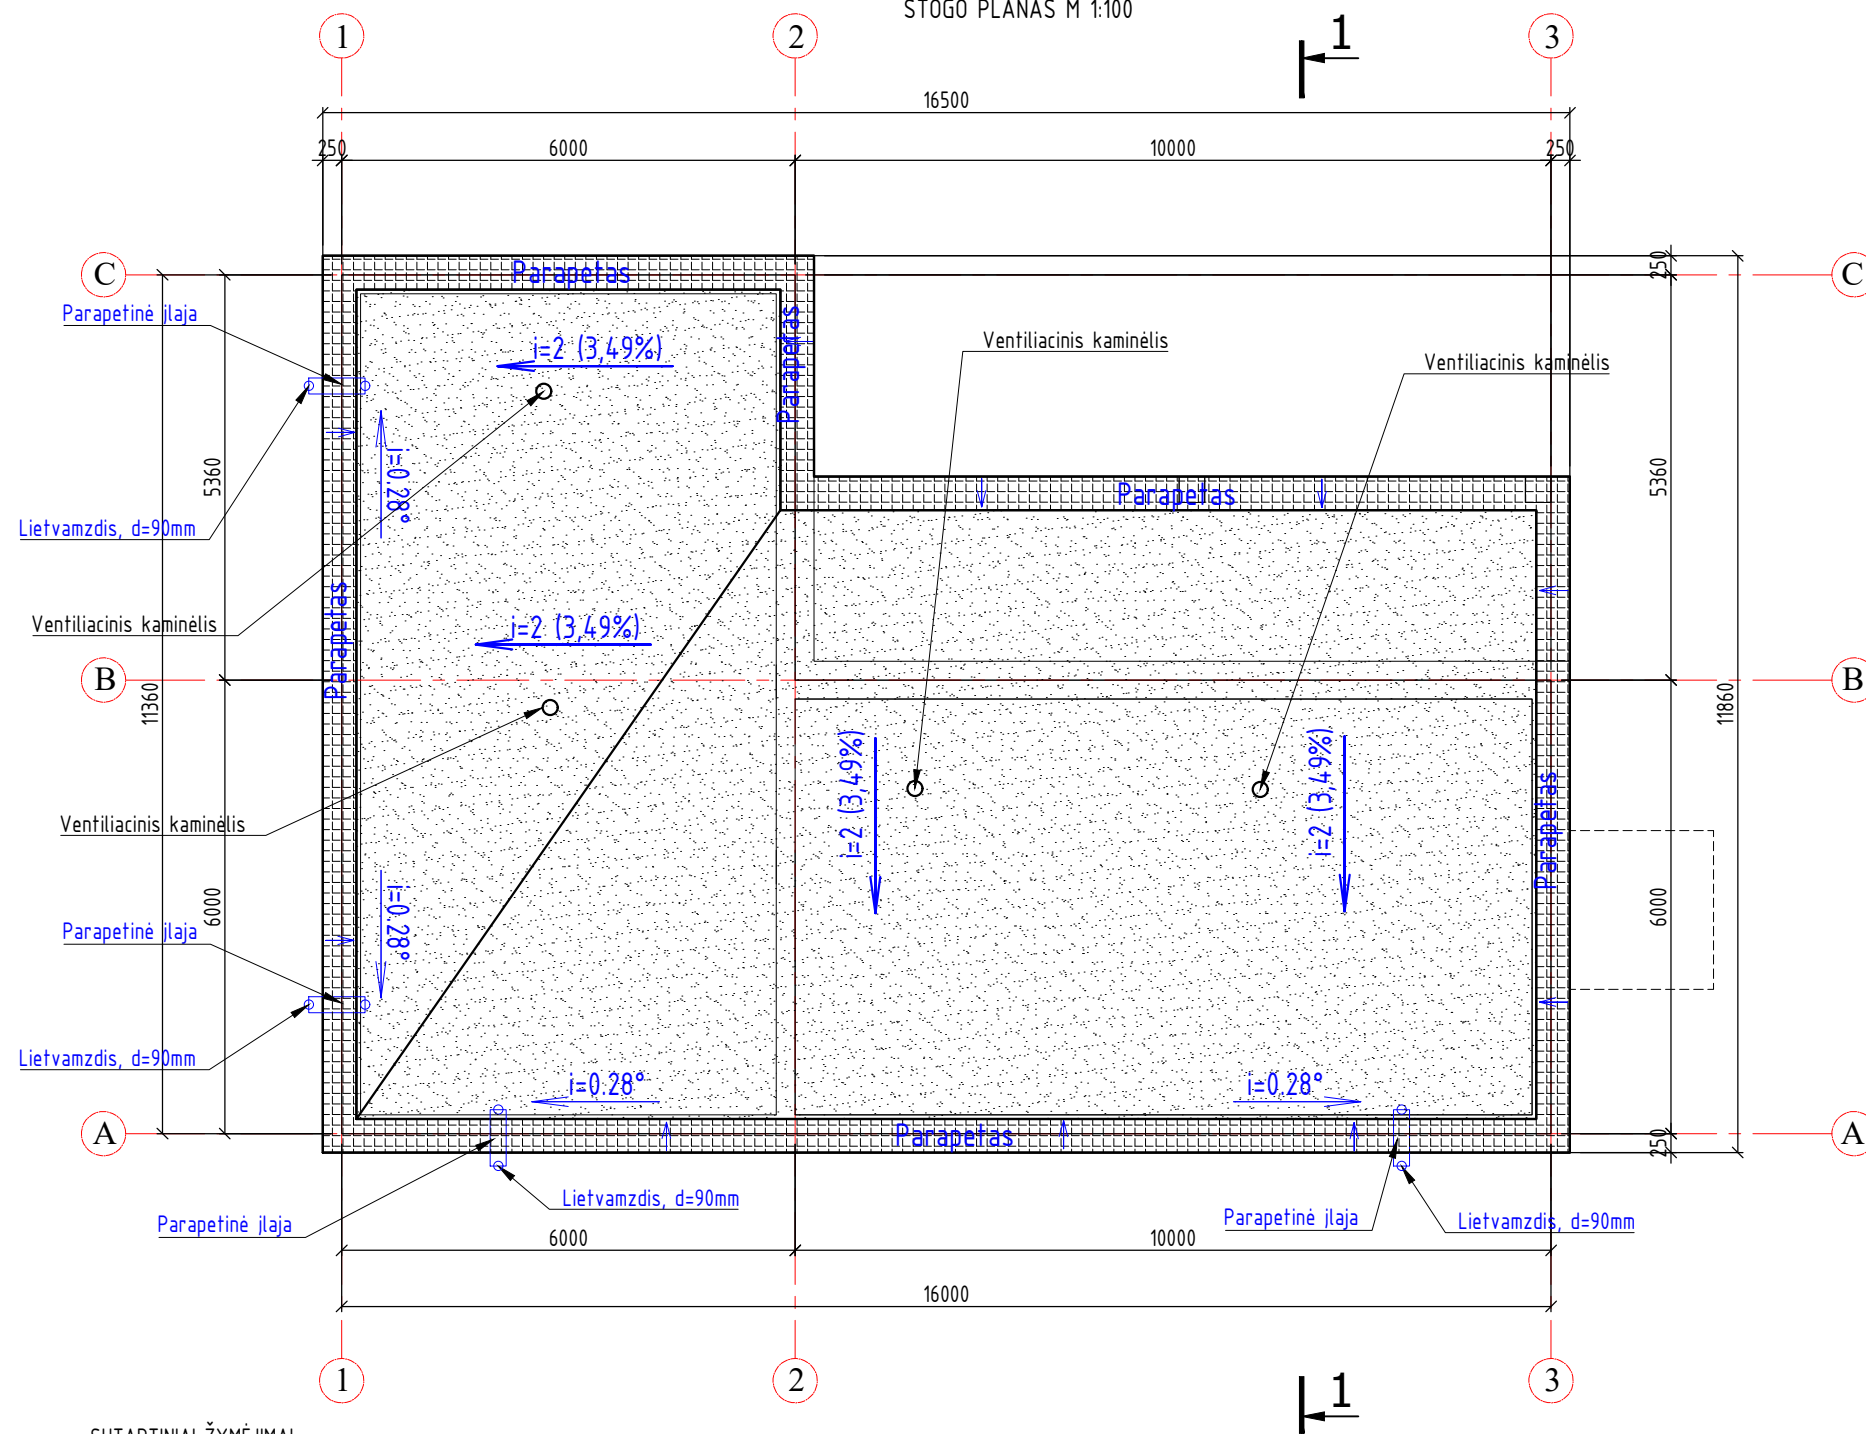 STOGO PLANAS M 1:100
1
2
3
1
16500
250
6000
10000
250
C
Parapetas
250
C
Parapetinė įlaja
Parapetas
i=2 (3,49%)
Ventiliacinis kaminėlis
Ventiliacinis kaminėlis
5360
i=0.28°
5360
Parapetas
Lietvamzdis, d=90mm
Ventiliacinis kaminėlis
Parapetas
i=2 (3,49%)
B
B
11360
11860
i=2 (3,49%)
i=2 (3,49%)
Parapetas
Ventiliacinis kaminėlis
6000
i=0.28°
6000
Parapetinė įlaja
Lietvamzdis, d=90mm
i=0.28°
i=0.28°
A
Parapetas
250
A
Lietvamzdis, d=90mm
Parapetinė įlaja
Parapetinė įlaja
Lietvamzdis, d=90mm
6000
10000
16000
1
2
3
1
SUTARTINIAI ŽYMĖJIMAI